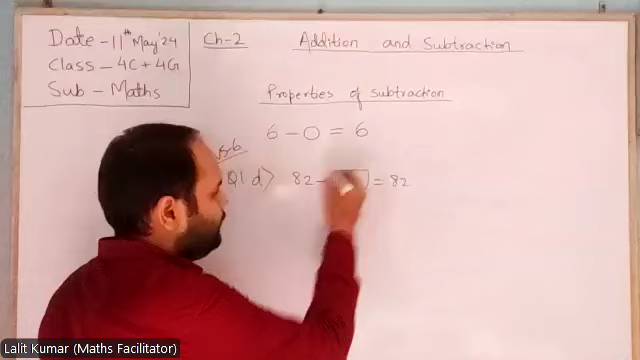 Date - 11th May'24
Class - 4C + 4G
Sub - Maths
Ch-2
Addition and Subtraction
Properties of subtraction
6 - 0 = 6
Q1 d> 82 - = 82
Lalit Kumar (Maths Facilitator)